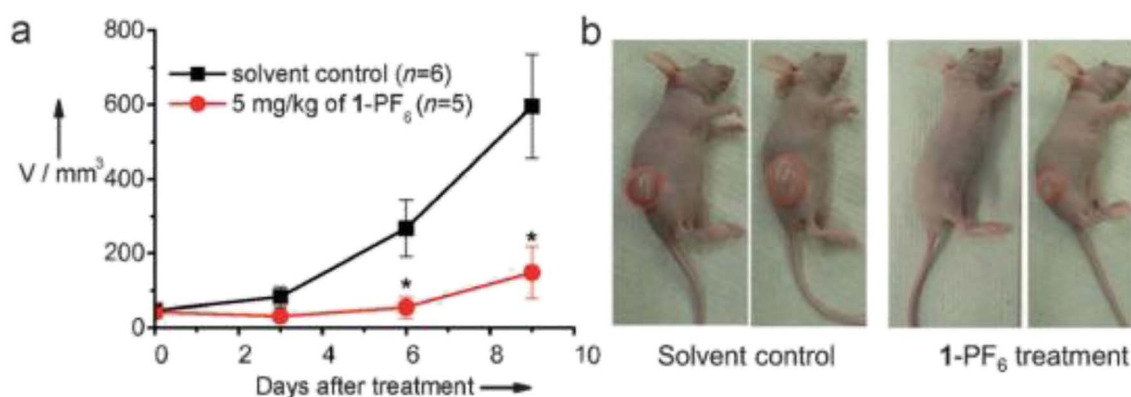 a
800
600
400
200
0
V / mm³
solvent control (n=6)
5 mg/kg of 1-PF₆ (n=5)
*
*
0 2 4 6 8 10
Days after treatment
b
Solvent control
1-PF₆ treatment